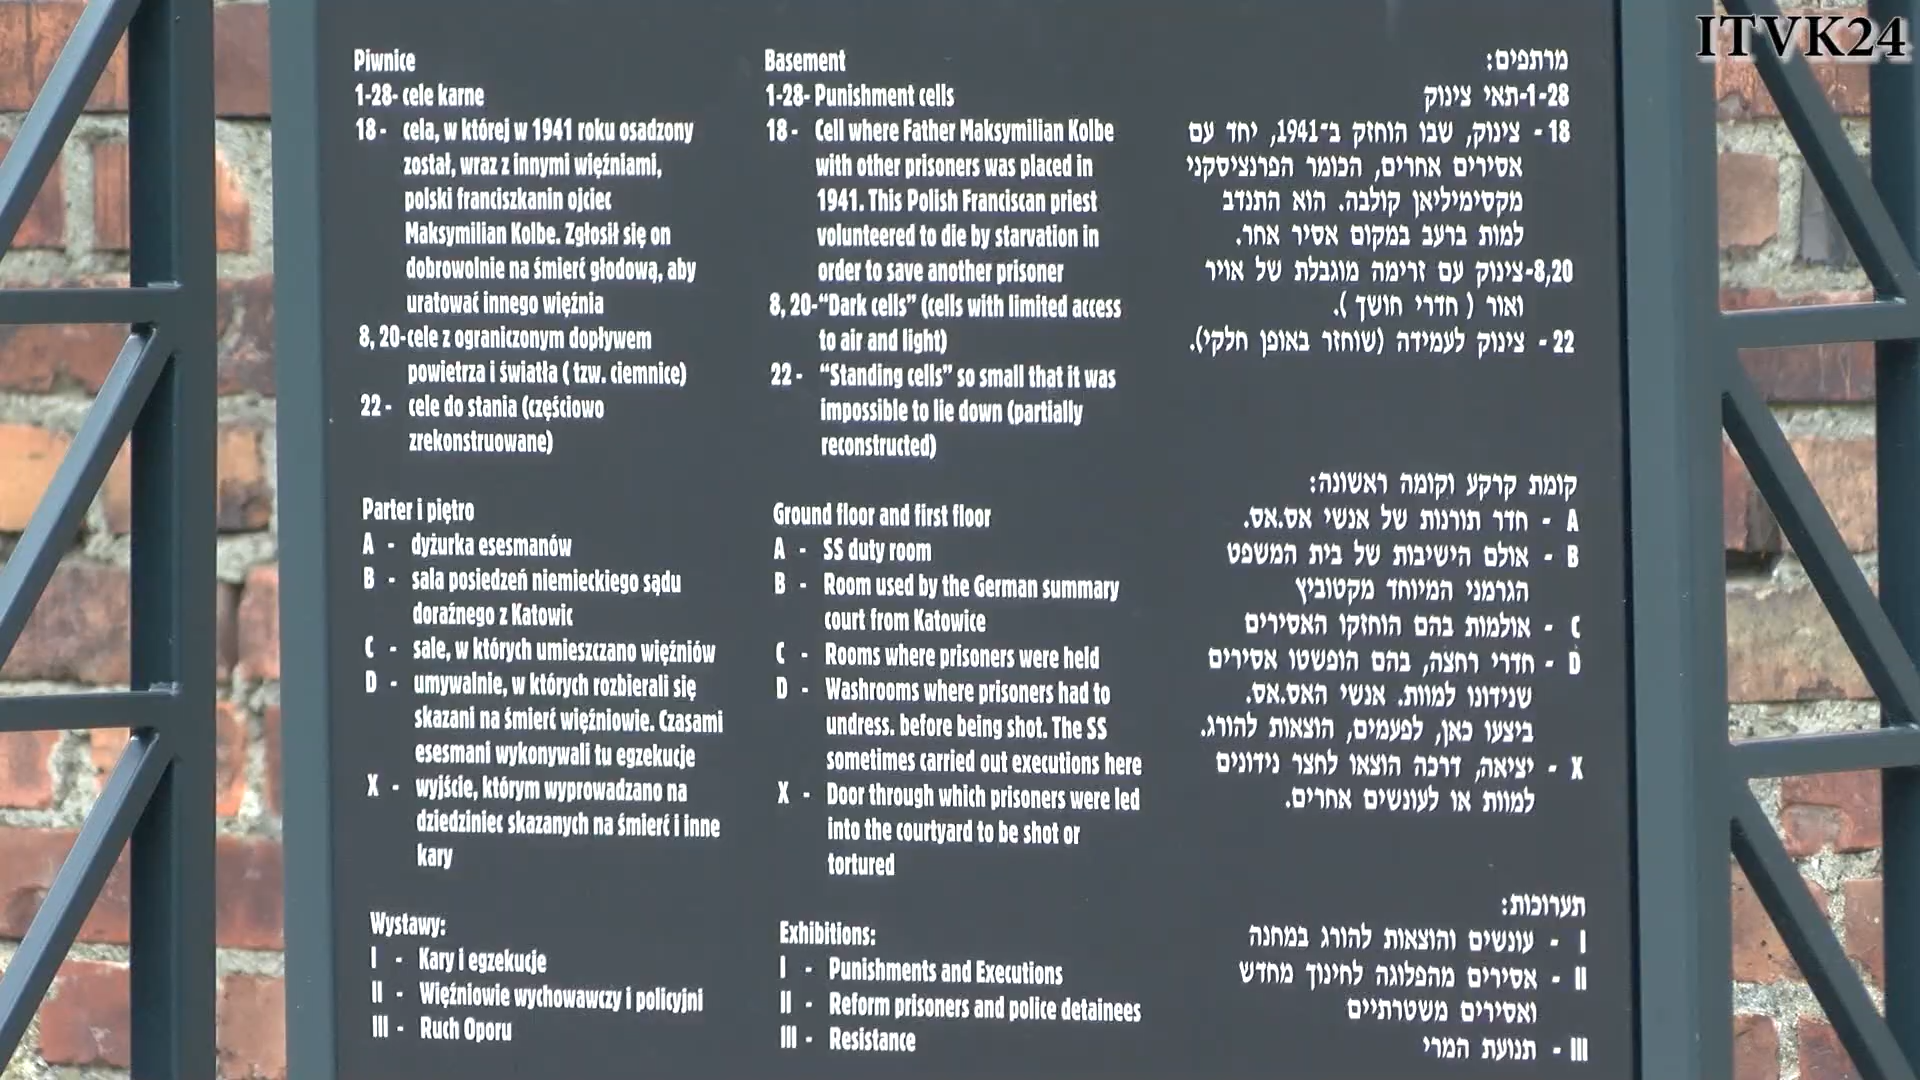 ITVK24
Piwnice
1-28- cele karne
18 - cela, w której w 1941 roku osadzony
został, wraz z innymi więźniami,
polski franciszkanin ojciec
Maksymilian Kolbe. Zgłosił się on
dobrowolnie na śmierć głodową, aby
uratować innego więźnia
8, 20-cele z ograniczonym dopływem
powietrza i światła ( tzw. ciemnice)
22 - cele do stania (częściowo
zrekonstruowane)
Parter i piętro
A - dyżurka esesmanów
B - sala posiedzeń niemieckiego sądu
doraźnego z Katowic
C - sale, w których umieszczano więźniów
D - umywalnie, w których rozbierali się
skazani na śmierć więźniowie. Czasami
esesmani wykonywali tu egzekucje
X - wyjście, którym wyprowadzano na
dziedziniec skazanych na śmierć i inne
kary
Wystawy:
I - Kary i egzekucje
II - Więźniowie wychowawczy i policyjni
III - Ruch Oporu
Basement
1-28- Punishment cells
18 - Cell where Father Maksymilian Kolbe
with other prisoners was placed in
1941. This Polish Franciscan priest
volunteered to die by starvation in
order to save another prisoner
8, 20-“Dark cells” (cells with limited access
to air and light)
22 - “Standing cells” so small that it was
impossible to lie down (partially
reconstructed)
Ground floor and first floor
A - SS duty room
B - Room used by the German summary
court from Katowice
C - Rooms where prisoners were held
D - Washrooms where prisoners had to
undress. before being shot. The SS
sometimes carried out executions here
X - Door through which prisoners were led
into the courtyard to be shot or
tortured
Exhibitions:
I - Punishments and Executions
II - Reform prisoners and police detainees
III - Resistance
מרתפים:
1-28-תאי צינוק
18 - צינוק, שבו הוחזק ב-1941, יחד עם
אסירים אחרים, הכומר הפרנציסקני
מקסימיליאן קולבה. הוא התנדב
למות ברעב במקום אסיר אחר.
8,20-צינוק עם זרימה מוגבלת של אויר
ואור ( חדרי חושך ).
22 - צינוק לעמידה (שוחזר באופן חלקי).
קומת קרקע וקומה ראשונה:
A - חדר תורנות של אנשי אס.אס.
B - אולם הישיבות של בית המשפט
הגרמני המיוחד מקטוביץ
C - אולמות בהם הוחזקו האסירים
D - חדרי רחצה, בהם הופשטו אסירים
שנידונו למוות. אנשי האס.אס.
ביצעו כאן, לפעמים, הוצאות להורג.
X - יציאה, דרכה הוצאו לחצר נידונים
למוות או לעונשים אחרים.
תערוכות:
I - עונשים והוצאות להורג במחנה
II - אסירים מהפלוגה לחינוך מחדש
ואסירים משטרתיים
III - תנועת המרי